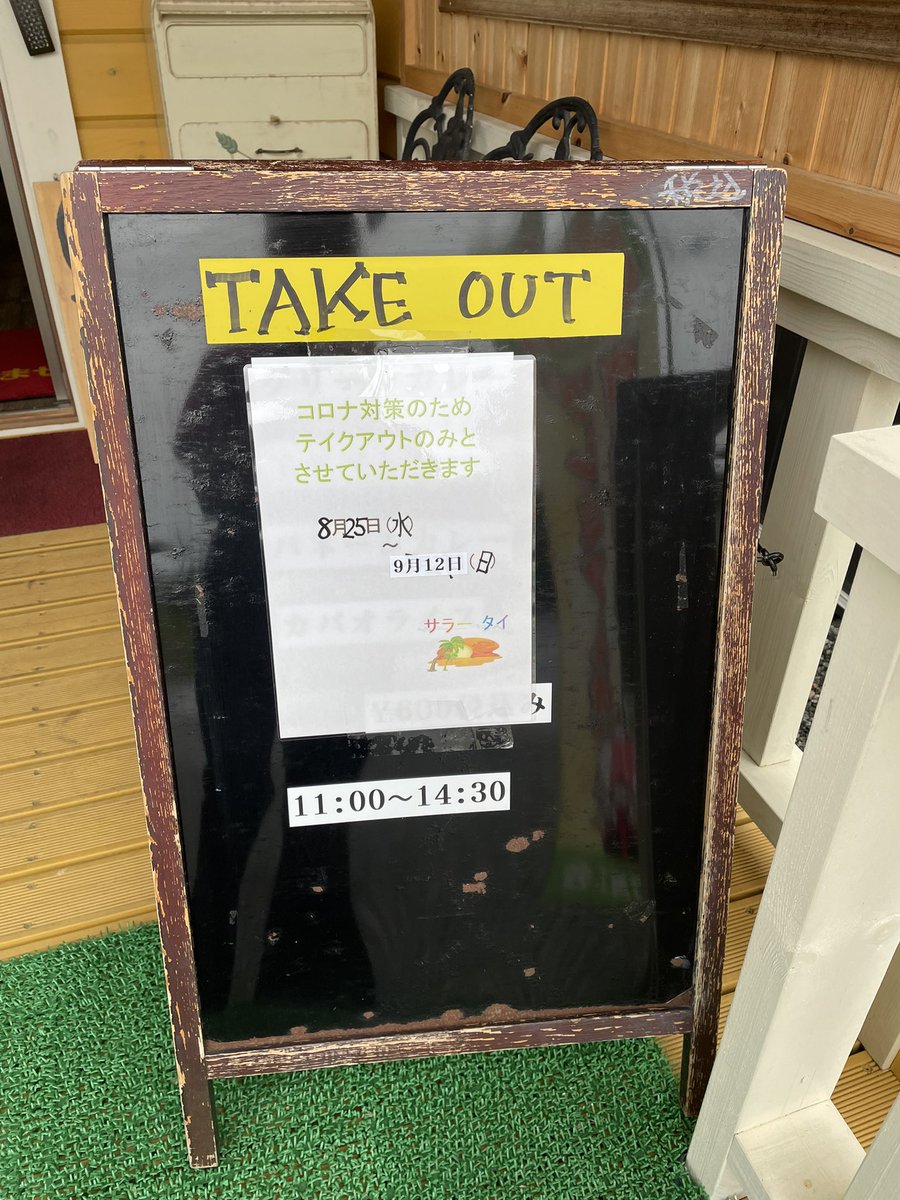 TAKE OUT
コロナ対策のため
テイクアウトのみと
させていただきます
8月25日(水)
~
9月12日(日)
サラータイ
み
11:00~14:30